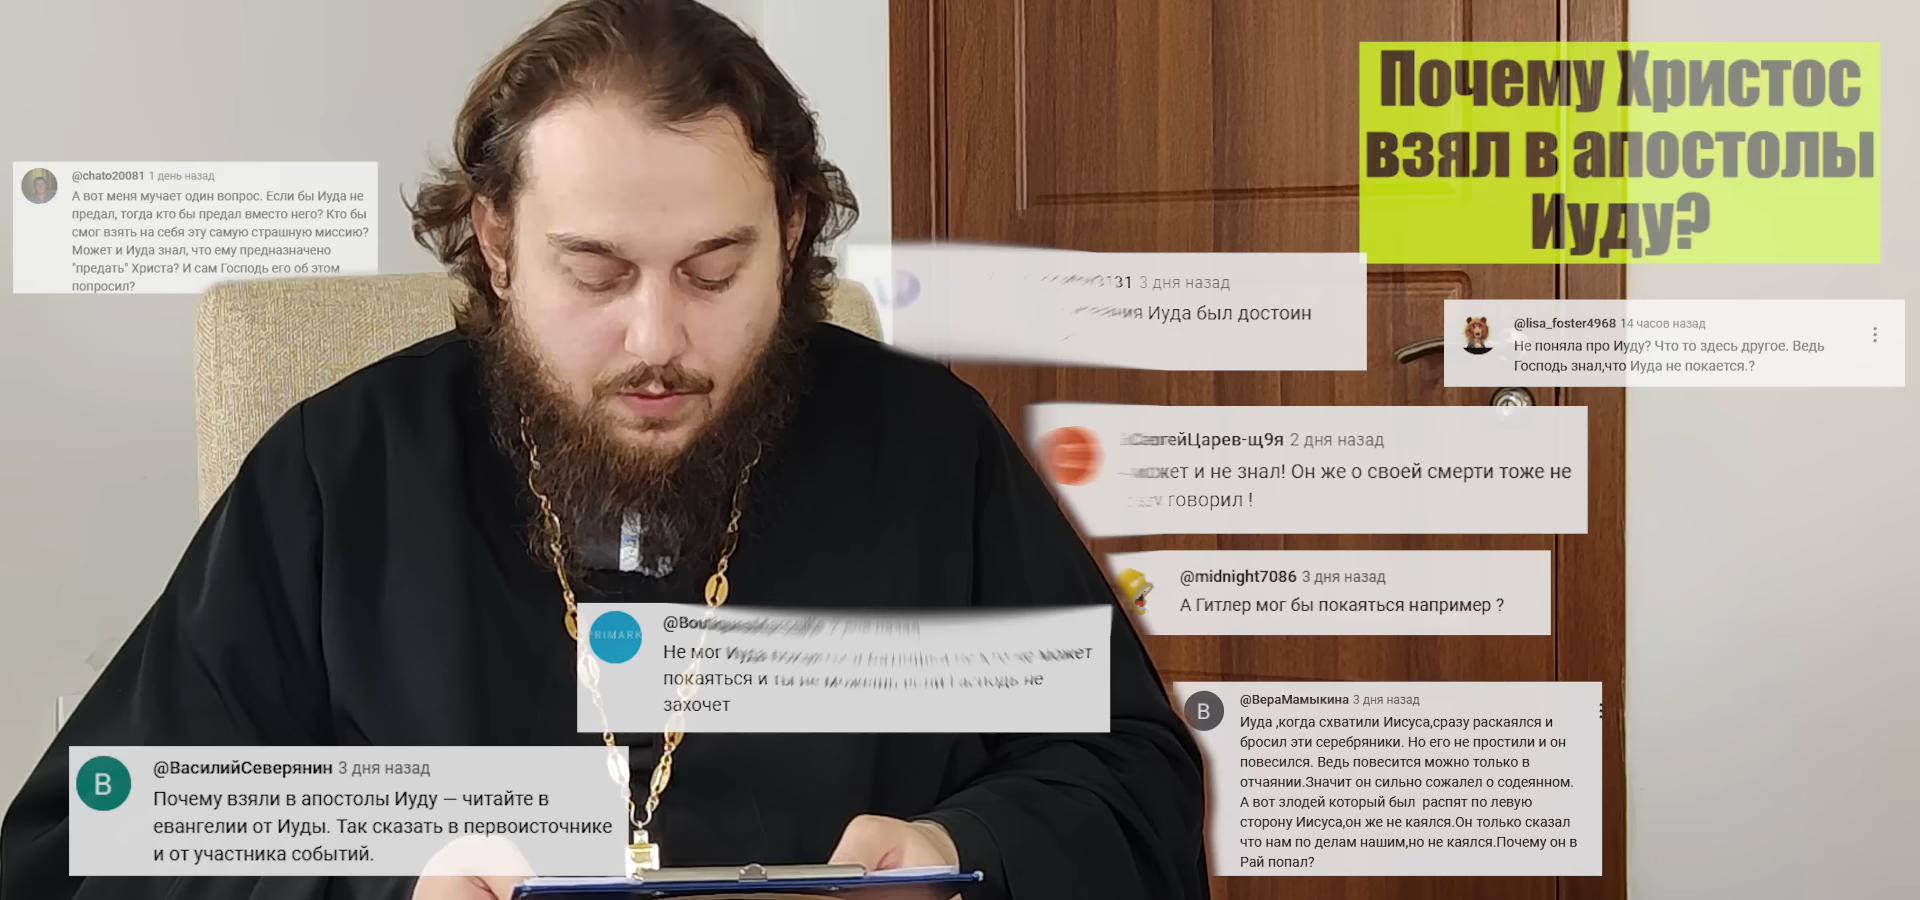 Почему Христос
взял в апостолы
Иуду?
@chato20081 1 день назад
А вот меня мучает один вопрос. Если бы Иуда не
предал, тогда кто бы предал вместо него? Кто бы
смог взять на себя эту самую страшную миссию?
Может и Иуда знал, что ему предназначено
"предать" Христа? И сам Господь его об этом
попросил?
3 дня назад
Иуда был достоин
@lisa_foster4968 14 часов назад
Не поняла про Иуду? Что то здесь другое. Ведь
Господь знал,что Иуда не покается.?
2 дня назад
и не знал! Он же о своей смерти тоже не
говорил !
@midnight7086 3 дня назад
А Гитлер мог бы покаяться например ?
PRIMARK
Не мог может
покаяться и не
захочет
В
@ВераМамыкина 3 дня назад
Иуда ,когда схватили Иисуса,сразу раскаялся и
бросил эти серебряники. Но его не простили и он
повесился. Ведь повесится можно только в
отчаянии.Значит он сильно сожалел о содеянном.
А вот злодей который был распят по левую
сторону Иисуса,он же не каялся.Он только сказал
что нам по делам нашим,но не каялся.Почему он в
Рай попал?
В
@ВасилийСеверянин 3 дня назад
Почему взяли в апостолы Иуду — читайте в
евангелии от Иуды. Так сказать в первоисточнике
и от участника событий.